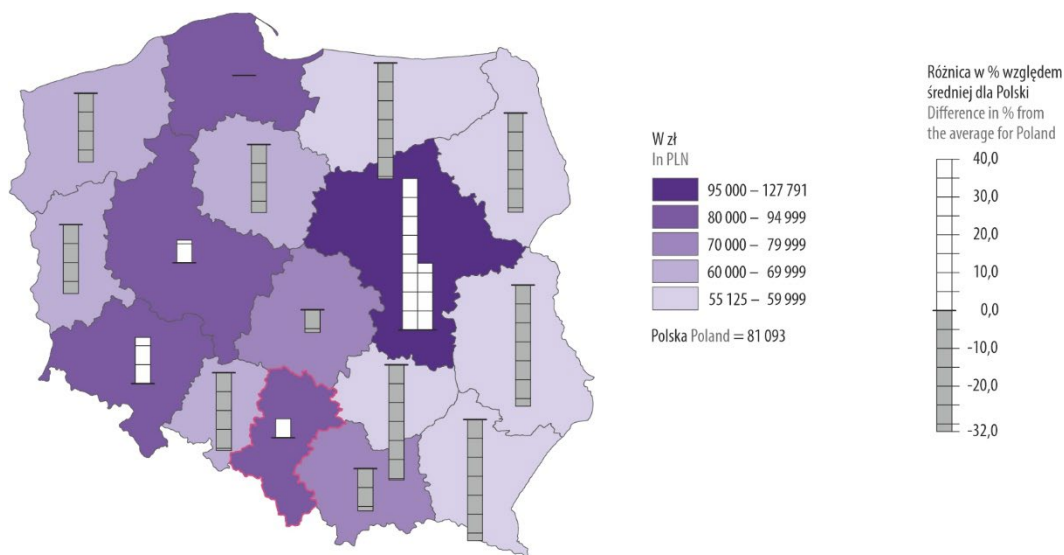 W zł
In PLN
95 000 – 127 791
80 000 – 94 999
70 000 – 79 999
60 000 – 69 999
55 125 – 59 999
Polska Poland = 81 093
Różnica w % względem
średniej dla Polski
Difference in % from
the average for Poland
40,0
30,0
20,0
10,0
0,0
-10,0
-20,0
-32,0